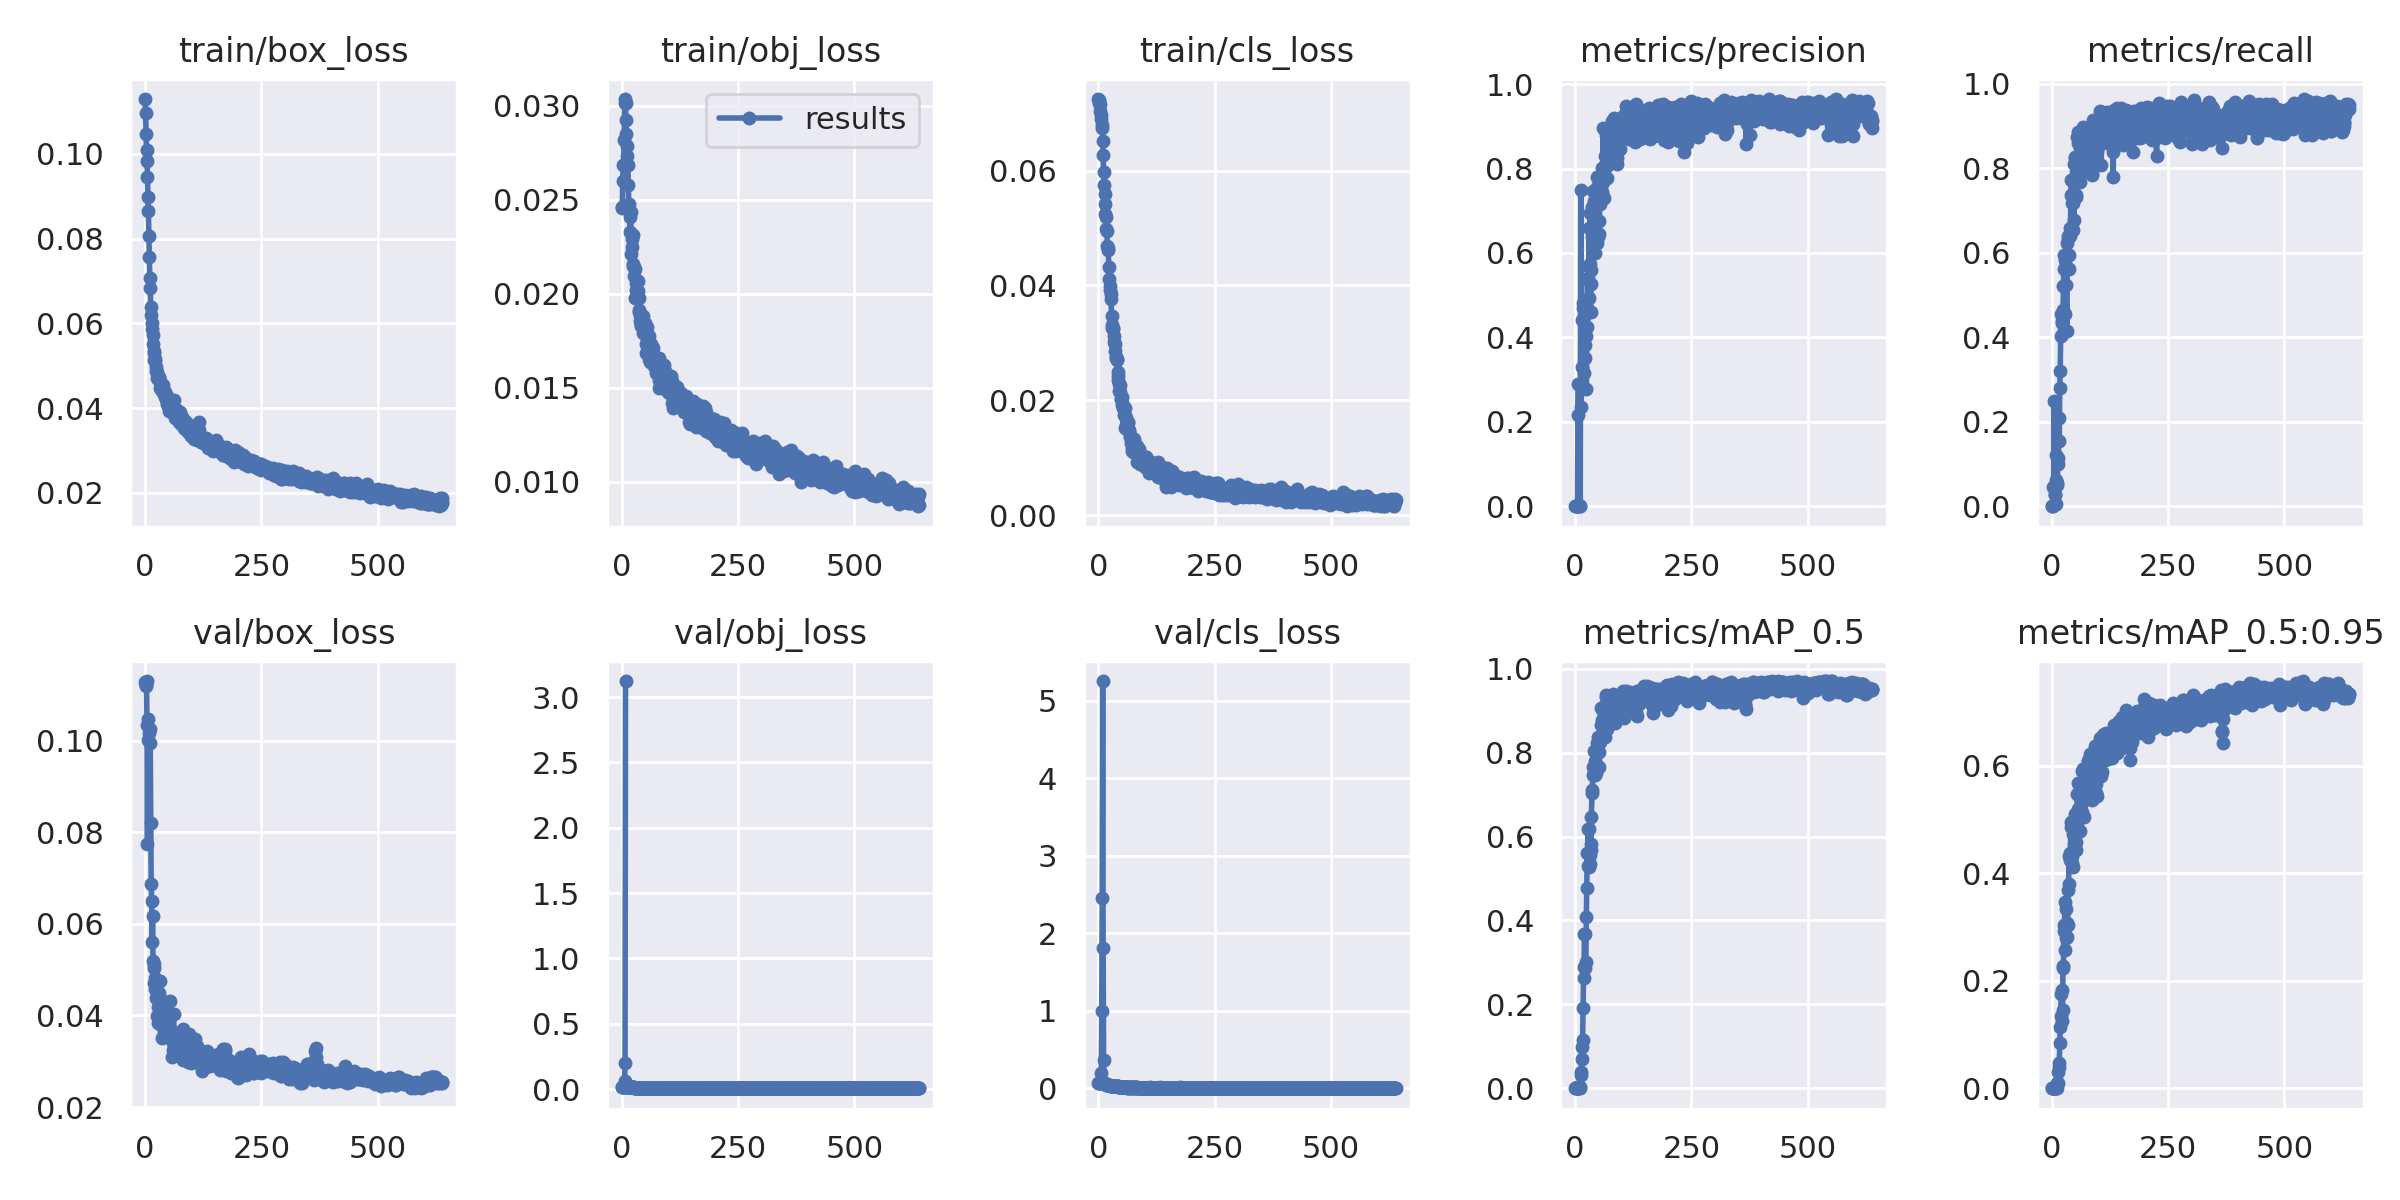 train/box_loss
0.10
0.08
0.06
0.04
0.02
0 250 500
train/obj_loss
results
0.030
0.025
0.020
0.015
0.010
0 250 500
train/cls_loss
0.06
0.04
0.02
0.00
0 250 500
metrics/precision
1.0
0.8
0.6
0.4
0.2
0.0
0 250 500
metrics/recall
1.0
0.8
0.6
0.4
0.2
0.0
0 250 500
val/box_loss
0.10
0.08
0.06
0.04
0.02
0 250 500
val/obj_loss
3.0
2.5
2.0
1.5
1.0
0.5
0.0
0 250 500
val/cls_loss
5
4
3
2
1
0
0 250 500
metrics/mAP_0.5
1.0
0.8
0.6
0.4
0.2
0.0
0 250 500
metrics/mAP_0.5:0.95
0.6
0.4
0.2
0.0
0 250 500